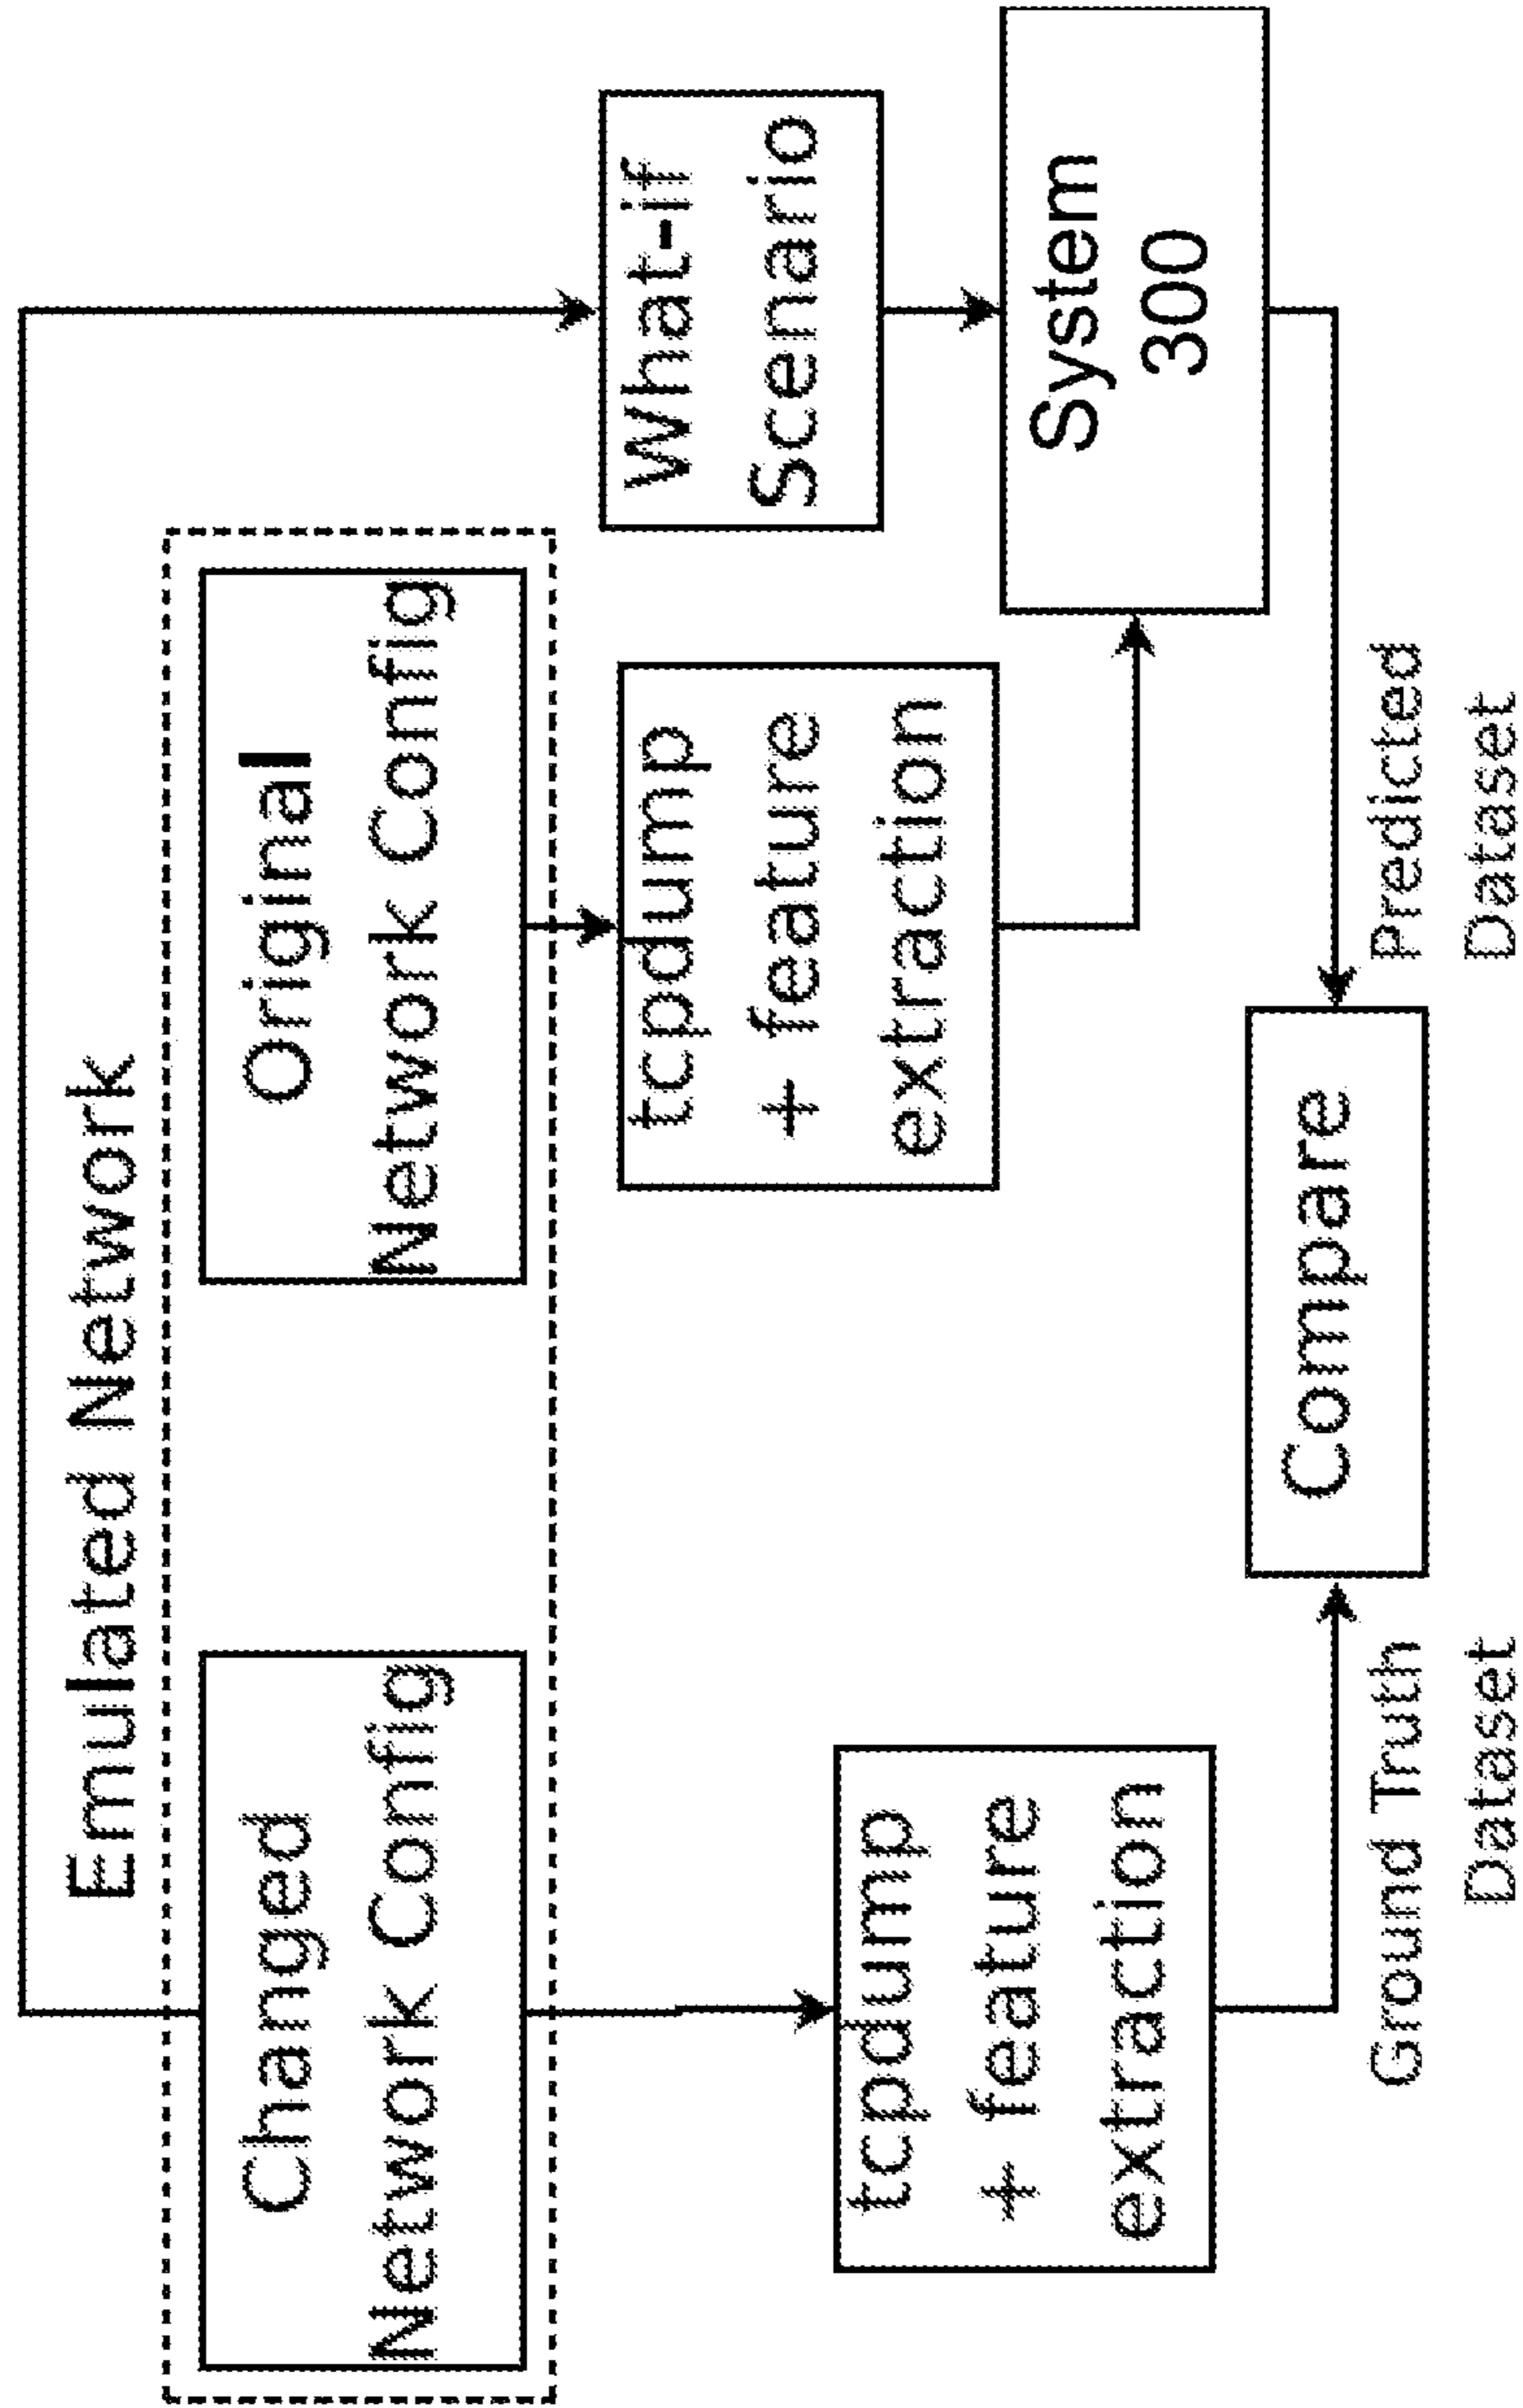 Emulated Network
Changed
Network Config
Original
Network Config
What-if
Scenario
tcpdump
+ feature
extraction
tcpdump
+ feature
extraction
System
300
Compare
Ground Truth
Dataset
Predicted
Dataset